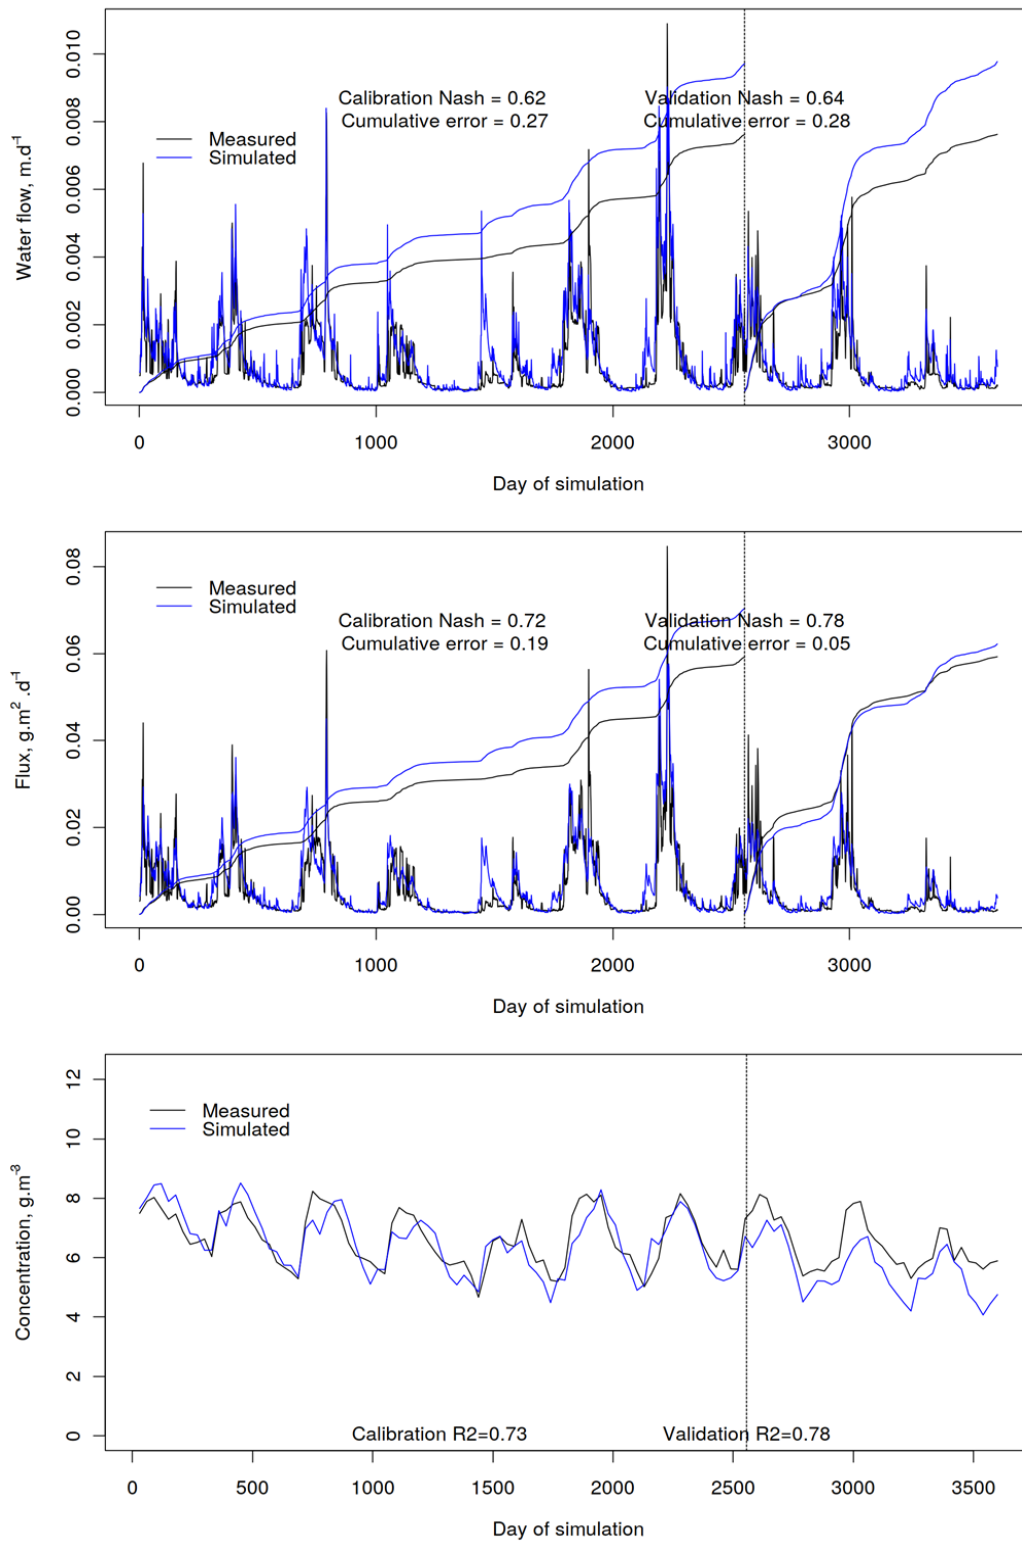 Water flow, m.d-1
0.000 0.002 0.004 0.006 0.008 0.010
Calibration Nash = 0.62
Cumulative error = 0.27
Validation Nash = 0.64
Cumulative error = 0.28
Measured
Simulated
0 1000 2000 3000
Day of simulation
Flux, g.m2 .d-1
0.00 0.02 0.04 0.06 0.08
Measured
Simulated
Calibration Nash = 0.72
Cumulative error = 0.19
Validation Nash = 0.78
Cumulative error = 0.05
0 1000 2000 3000
Day of simulation
Concentration, g.m-3
0 2 4 6 8 10 12
Measured
Simulated
Calibration R2=0.73
Validation R2=0.78
0 500 1000 1500 2000 2500 3000 3500
Day of simulation